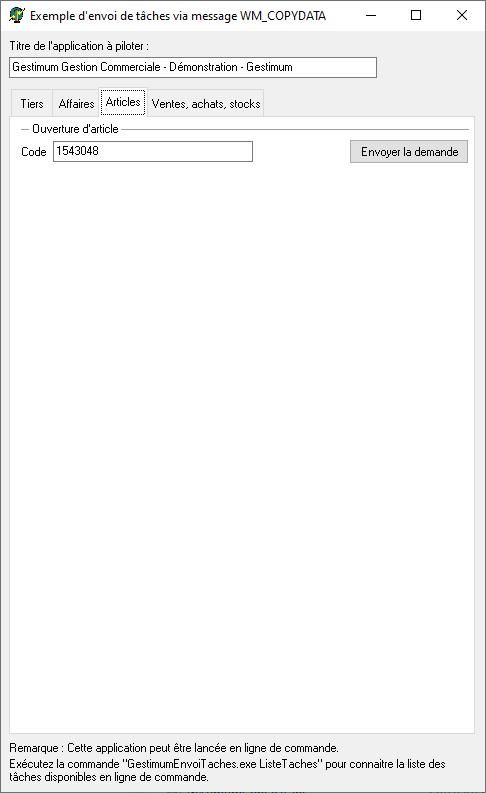 Exemple d'envoi de tâches via message WM_COPYDATA
Titre de l'application à piloter :
Gestimum Gestion Commerciale - Démonstration - Gestimum
Tiers Affaires Articles Ventes, achats, stocks
Ouverture d'article
Code 1543048 Envoyer la demande
Remarque : Cette application peut être lancée en ligne de commande.
Exécutez la commande "GestimumEnvoiTaches.exe ListeTaches" pour connaitre la liste des
tâches disponibles en ligne de commande.